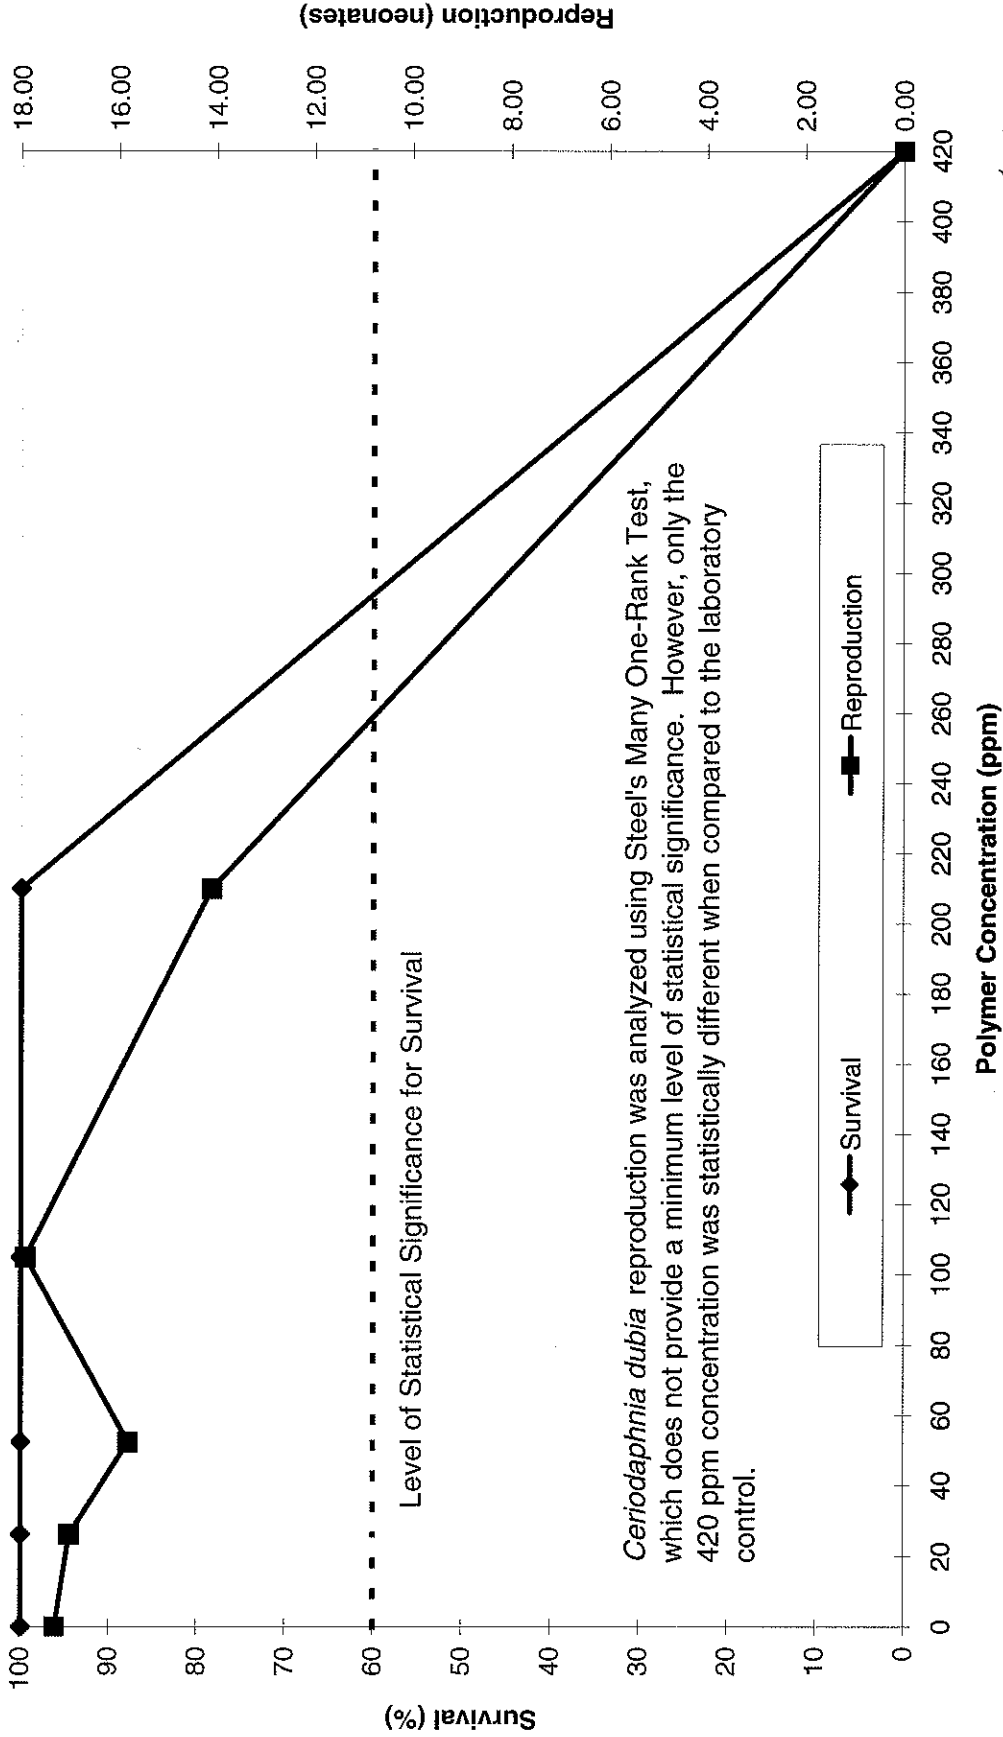 Survival (%)
100
90
80
70
60
50
40
30
20
10
0
Reproduction (neonates)
18.00
16.00
14.00
12.00
10.00
8.00
6.00
4.00
2.00
0.00
Level of Statistical Significance for Survival
Ceriodaphnia dubia reproduction was analyzed using Steel's Many One-Rank Test,
which does not provide a minimum level of statistical significance. However, only the
420 ppm concentration was statistically different when compared to the laboratory
control.
Survival Reproduction
0 20 40 60 80 100 120 140 160 180 200 220 240 260 280 300 320 340 360 380 400 420
Polymer Concentration (ppm)